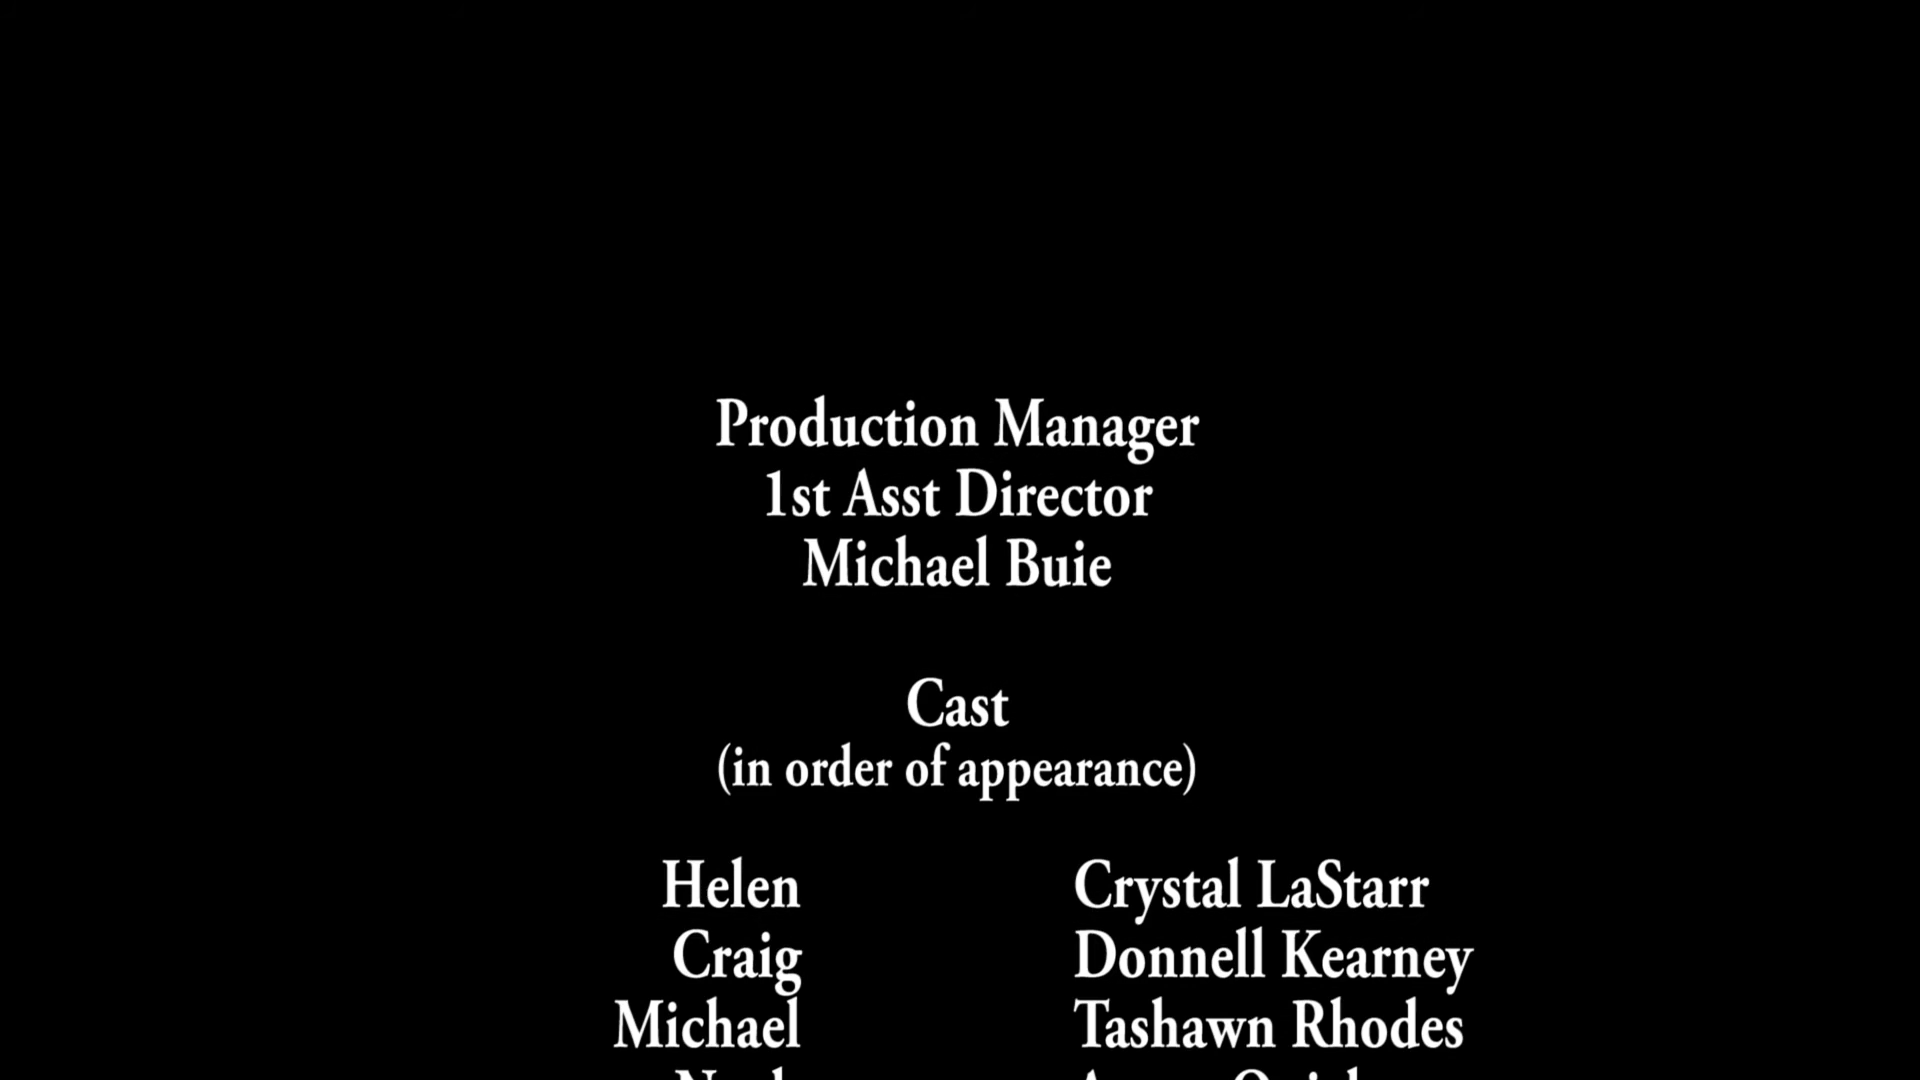 Production Manager
1st Asst Director
Michael Buie
Cast
(in order of appearance)
Helen Crystal LaStarr
Craig Donnell Kearney
Michael Tashawn Rhodes